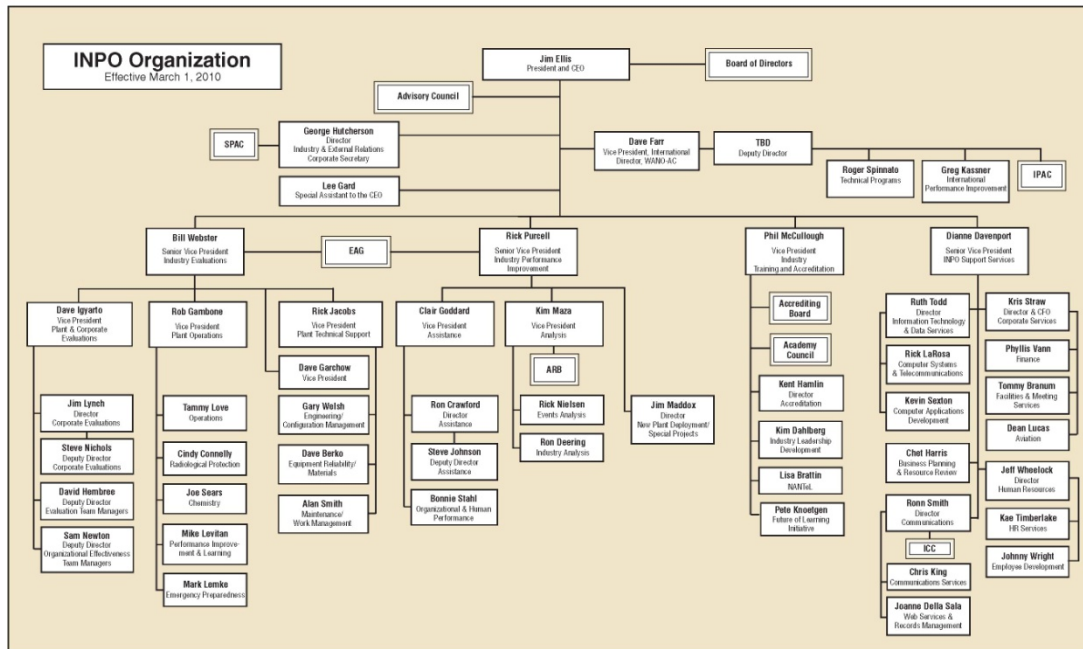 INPO Organization
Effective March 1, 2010
Jim Ellis
President and CEO
Board of Directors
Advisory Council
SPAC
George Hutcherson
Director
Industry & External Relations
Corporate Secretary
Dave Farr
Vice President, International
Director, WANO-AC
TBD
Deputy Director
Roger Spinnato
Technical Programs
Greg Kassner
International
Performance Improvement
IPAC
Lee Gard
Special Assistant to the CEO
Bill Webster
Senior Vice President
Industry Evaluations
EAG
Rick Purcell
Senior Vice President
Industry Performance
Improvement
Phil McCullough
Vice President
Industry
Training and Accreditation
Dianne Davenport
Senior Vice President
INPO Support Services
Dave Igyarto
Vice President
Plant & Corporate
Evaluations
Jim Lynch
Director
Corporate Evaluations
Steve Nichols
Deputy Director
Corporate Evaluations
David Hembree
Deputy Director
Evaluation Team Managers
Sam Newton
Deputy Director
Organizational Effectiveness
Team Managers
Rob Gambone
Vice President
Plant Operations
Tammy Love
Operations
Cindy Connelly
Radiological Protection
Joe Sears
Chemistry
Mike Levitan
Performance Improve-
ment & Learning
Mark Lemke
Emergency Preparedness
Rick Jacobs
Vice President
Plant Technical Support
Dave Garchow
Vice President
Gary Welsh
Engineering/
Configuration Management
Dave Berko
Equipment Reliability/
Materials
Alan Smith
Maintenance/
Work Management
Clair Goddard
Vice President
Assistance
Ron Crawford
Director
Assistance
Steve Johnson
Deputy Director
Assistance
Bonnie Stahl
Organizational & Human
Performance
Kim Maza
Vice President
Analysis
ARB
Rick Nielsen
Events Analysis
Ron Deering
Industry Analysis
Jim Maddox
Director
New Plant Deployment/
Special Projects
Accrediting
Board
Academy
Council
Kent Hamlin
Director
Accreditation
Kim Dahlberg
Industry Leadership
Development
Lisa Brattin
NANTeL
Pete Knoetgen
Future of Learning
Initiative
Ruth Todd
Director
Information Technology
& Data Services
Rick LaRosa
Computer Systems
& Telecommunications
Kevin Sexton
Computer Applications
Development
Chet Harris
Business Planning
& Resource Review
Ronn Smith
Director
Communications
ICC
Chris King
Communications Services
Joanne Della Sala
Web Services &
Records Management
Kris Straw
Director & CFO
Corporate Services
Phyllis Vann
Finance
Tommy Branum
Facilities & Meeting
Services
Dean Lucas
Aviation
Jeff Wheelock
Director
Human Resources
Kae Timberlake
HR Services
Johnny Wright
Employee Development